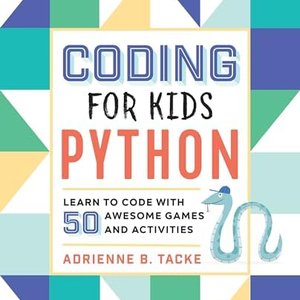 CODING
FOR KIDS
PYTHON
LEARN TO CODE WITH
50 AWESOME GAMES
AND ACTIVITIES
ADRIENNE B. TACKE